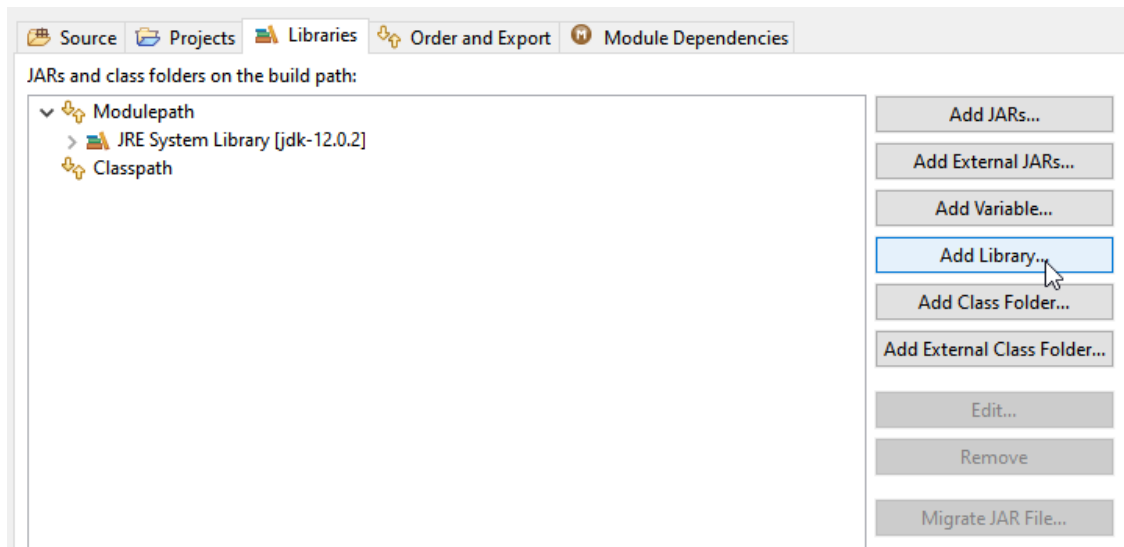 Source Projects Libraries Order and Export M Module Dependencies
JARs and class folders on the build path:
Modulepath
JRE System Library [jdk-12.0.2]
Classpath
Add JARs...
Add External JARs...
Add Variable...
Add Library...
Add Class Folder...
Add External Class Folder...
Edit...
Remove
Migrate JAR File...